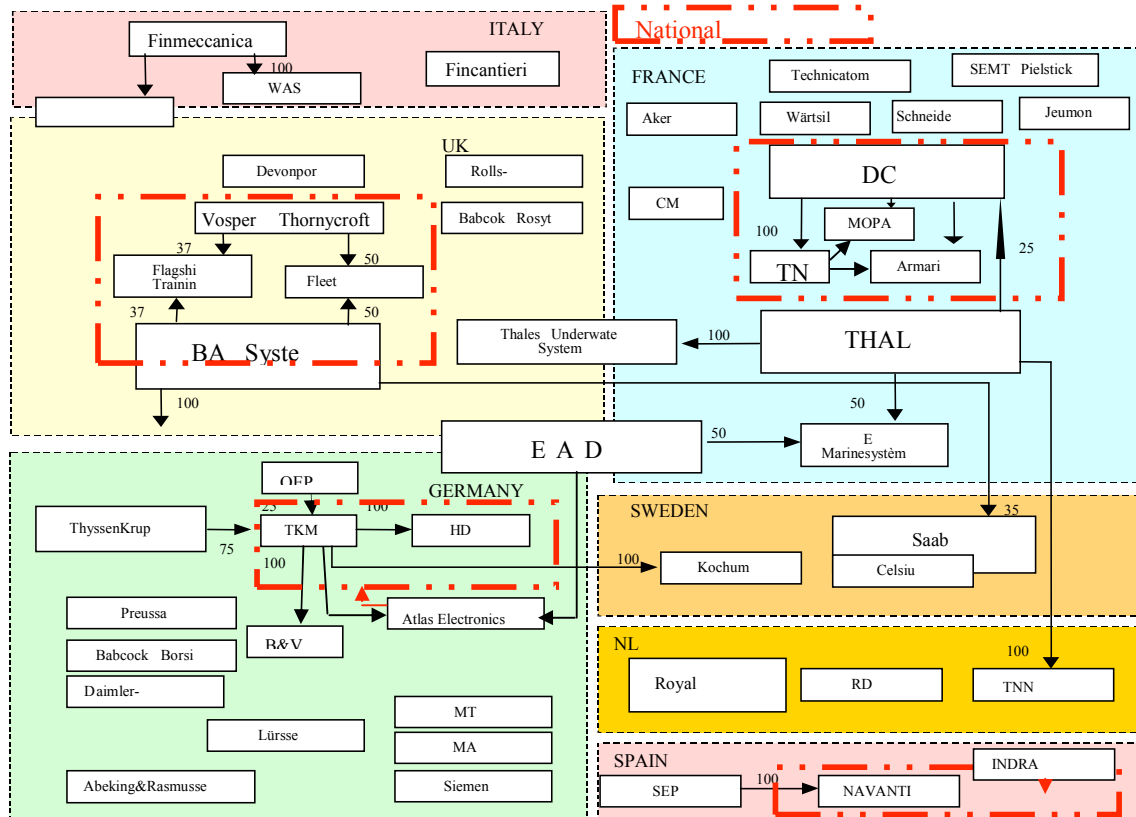 ITALY
National
Finmeccanica
100
WAS
Fincantieri
FRANCE
Technicatom
SEMT Pielstick
Aker
Wärtsil
Schneide
Jeumon
UK
Devonpor
Rolls-
DC
CM
Vosper Thornycroft
Babcok Rosyt
MOPA
37
50
100
25
Flagshi
Trainin
Fleet
TN
Armari
37
50
Thales Underwate
System
100
THAL
BA Syste
100
50
E A D
50
E
Marinesystèm
GERMANY
25
100
SWEDEN
35
ThyssenKrup
75
TKM
HD
Saab
100
100
Kochum
Celsiu
Preussa
Atlas Electronics
B&V
NL
Babcock Borsi
100
Daimler-
Royal
RD
TNN
MT
Lürsse
MA
SPAIN
INDRA
Abeking&Rasmusse
Siemen
SEP
100
NAVANTI